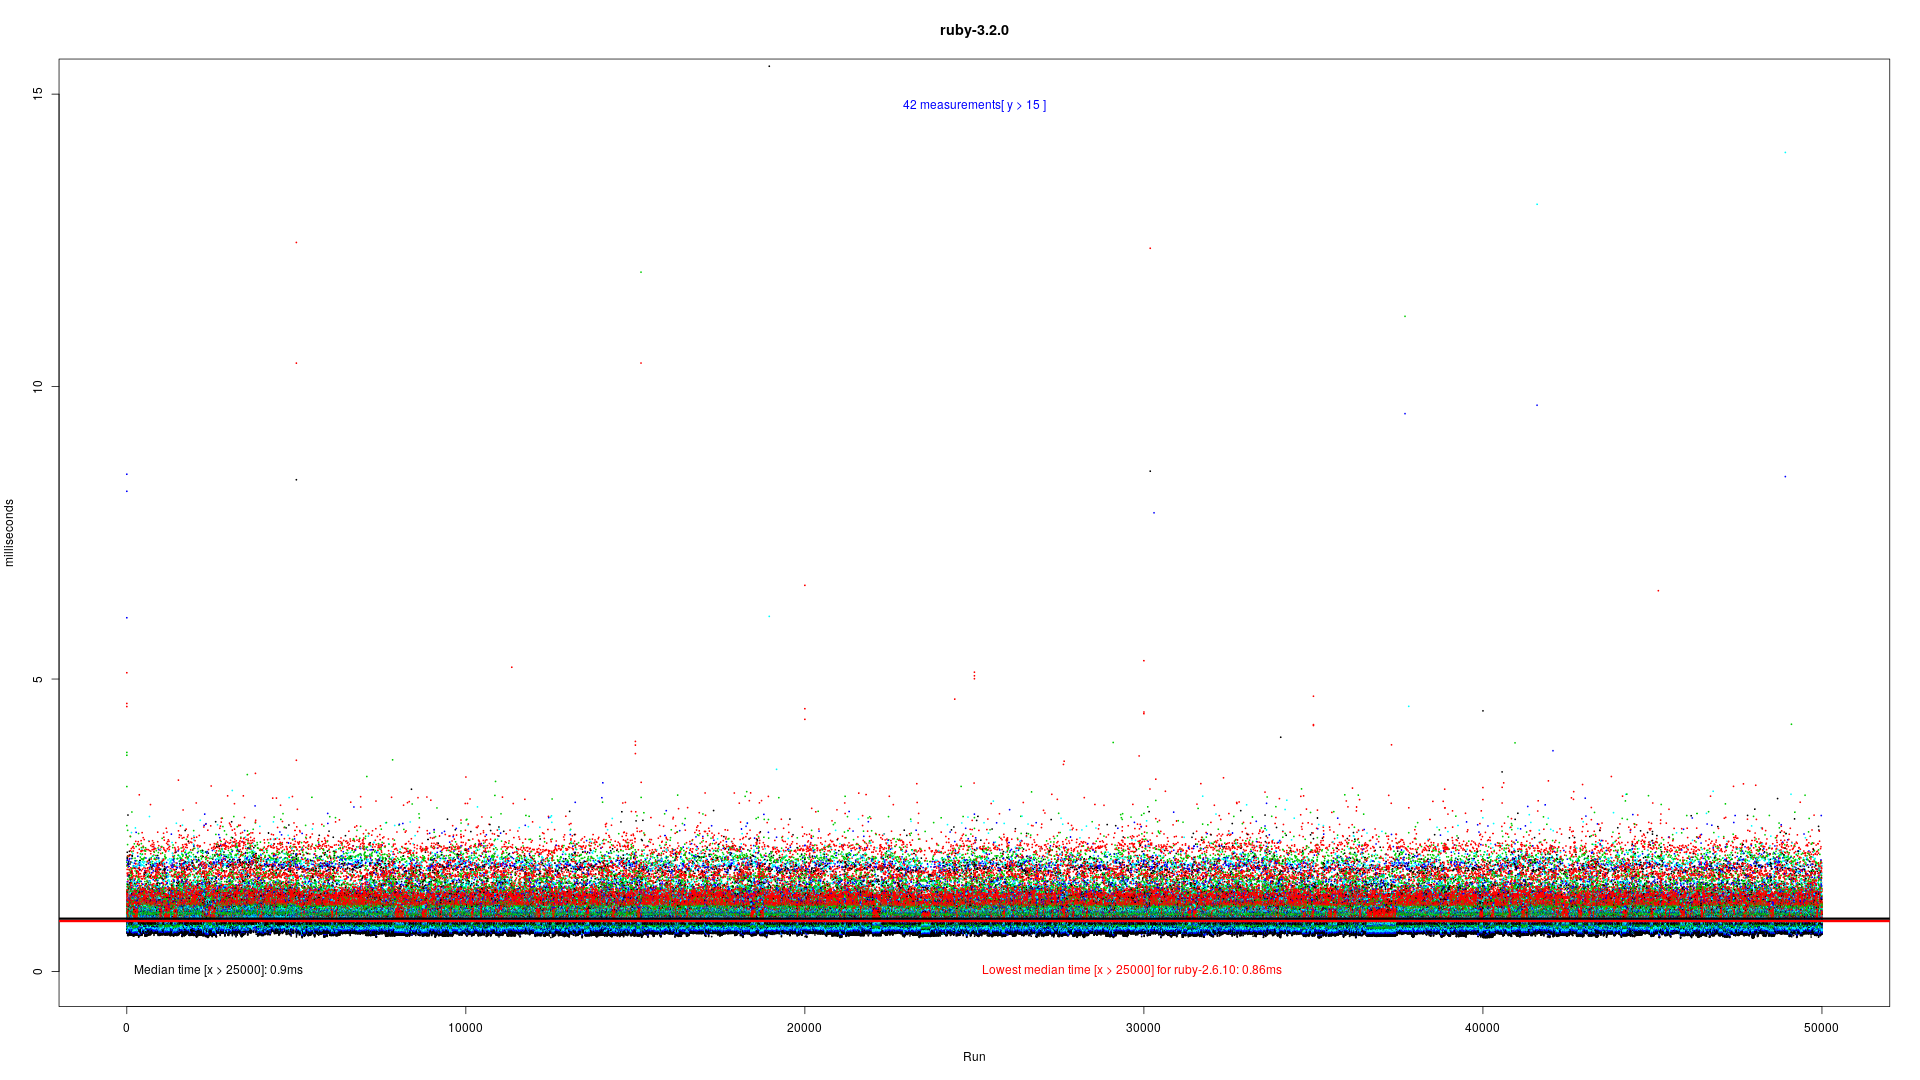 ruby-3.2.0
42 measurements[ y > 15 ]
15
10
5
0
milliseconds
Median time [x > 25000]: 0.9ms
Lowest median time [x > 25000] for ruby-2.6.10: 0.86ms
0 10000 20000 30000 40000 50000
Run